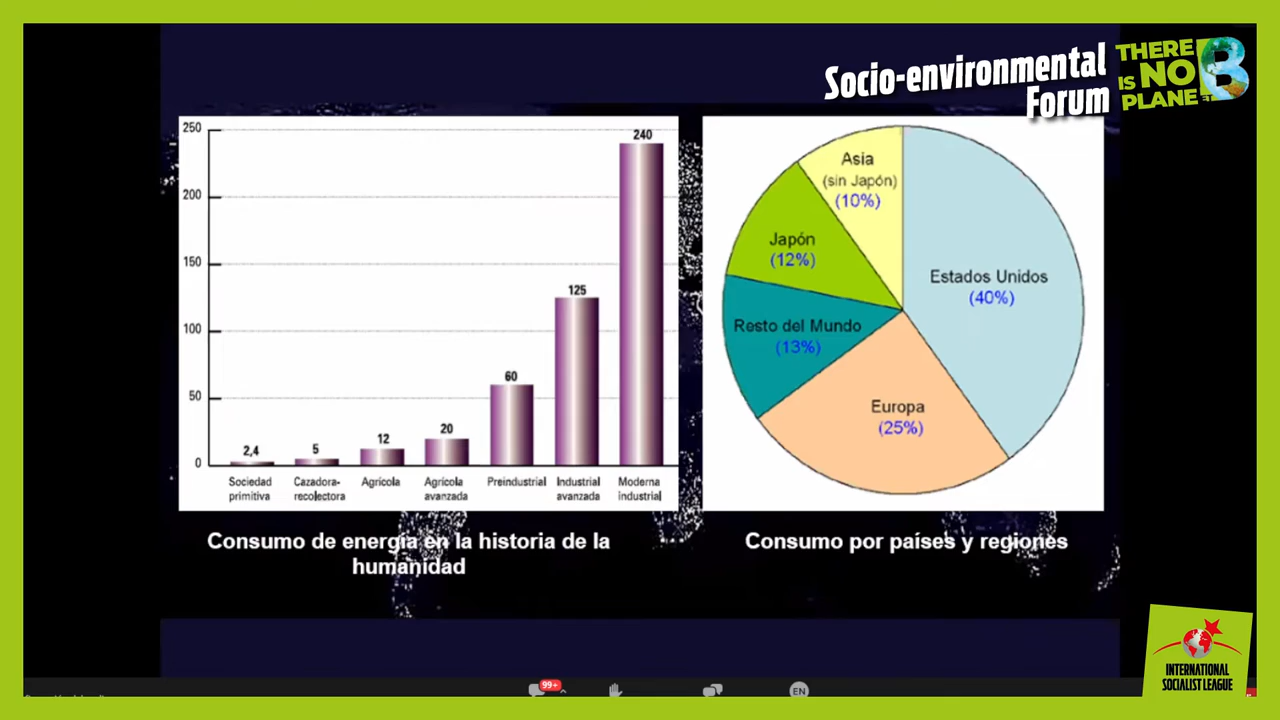 Socio-environmental
Forum
THERE
IS NO
PLANET
B
250
200
150
100
50
0
2,4
5
12
20
60
125
240
Sociedad
primitiva
Cazadora-
recolectora
Agrícola
Agrícola
avanzada
Preindustrial
Industrial
avanzada
Moderna
industrial
Asia
(sin Japón)
(10%)
Japón
(12%)
Estados Unidos
(40%)
Resto del Mundo
(13%)
Europa
(25%)
Consumo de energía en la historia de la
humanidad
Consumo por países y regiones
99+
EN
INTERNATIONAL
SOCIALIST LEAGUE